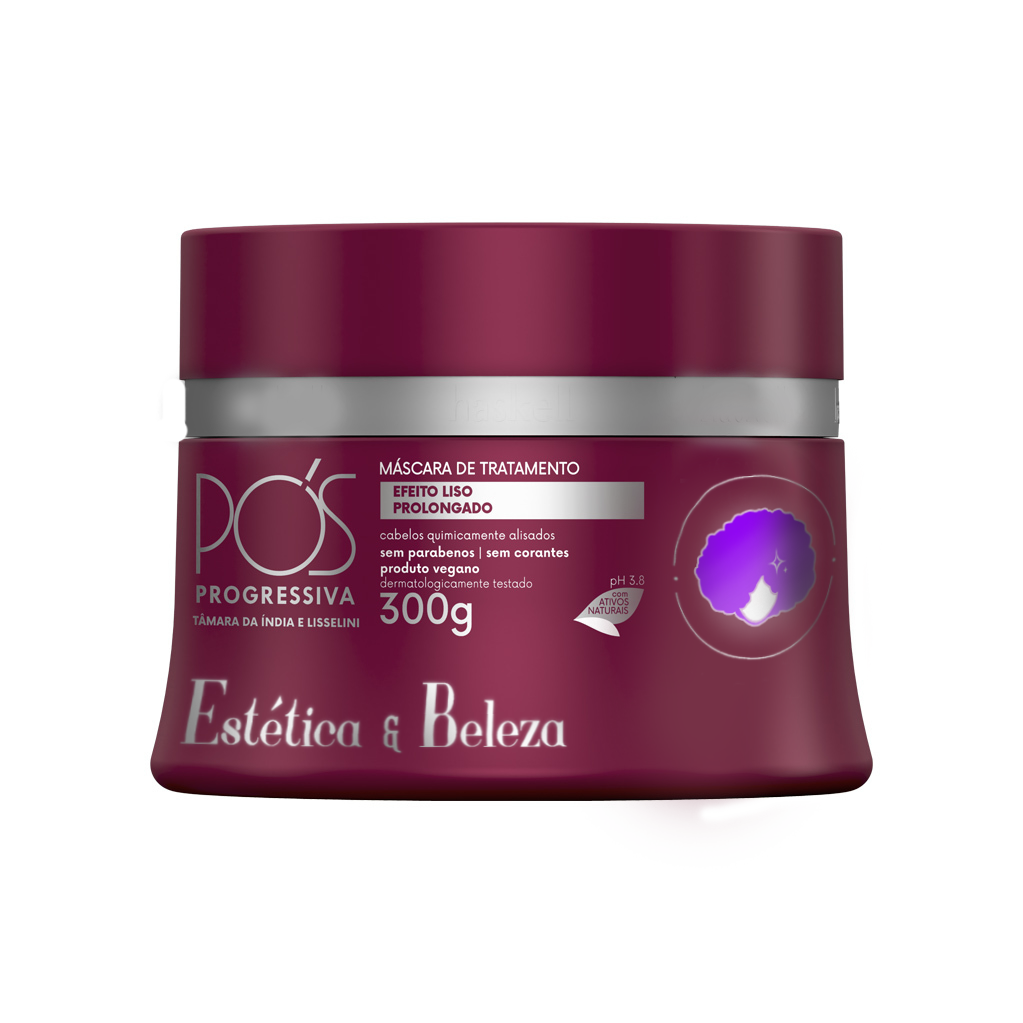 PÓS
PROGRESSIVA
TÂMARA DA ÍNDIA E LISSELINI
MÁSCARA DE TRATAMENTO
EFEITO LISO
PROLONGADO
cabelos quimicamente alisados
sem parabenos | sem corantes
produto vegano
dermatologicamente testado
300g
pH 3.8
com
ATIVOS
NATURAIS
Estética & Beleza